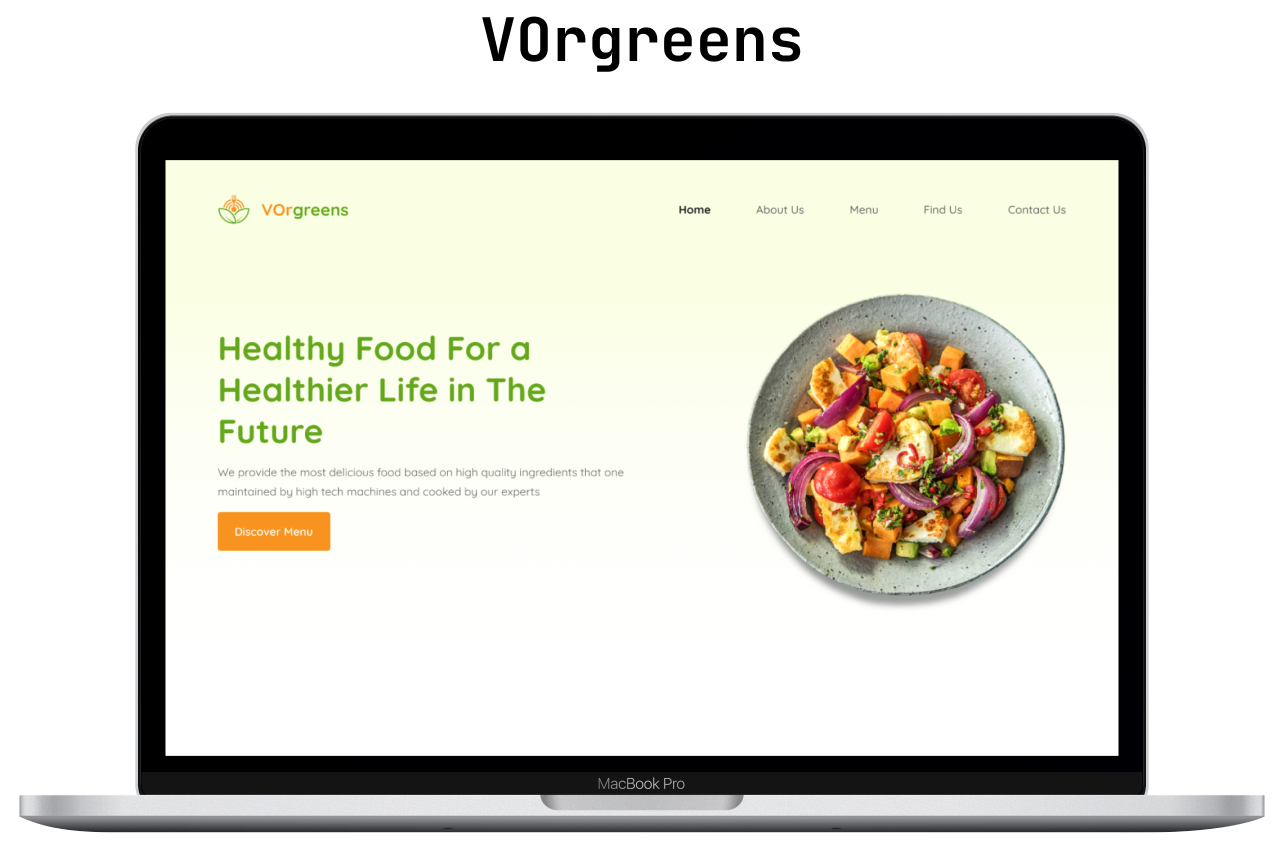 VOrgreens
VOrgreens
Home About Us Menu Find Us Contact Us
Healthy Food For a
Healthier Life in The
Future
We provide the most delicious food based on high quality ingredients that one
maintained by high tech machines and cooked by our experts
Discover Menu
MacBook Pro